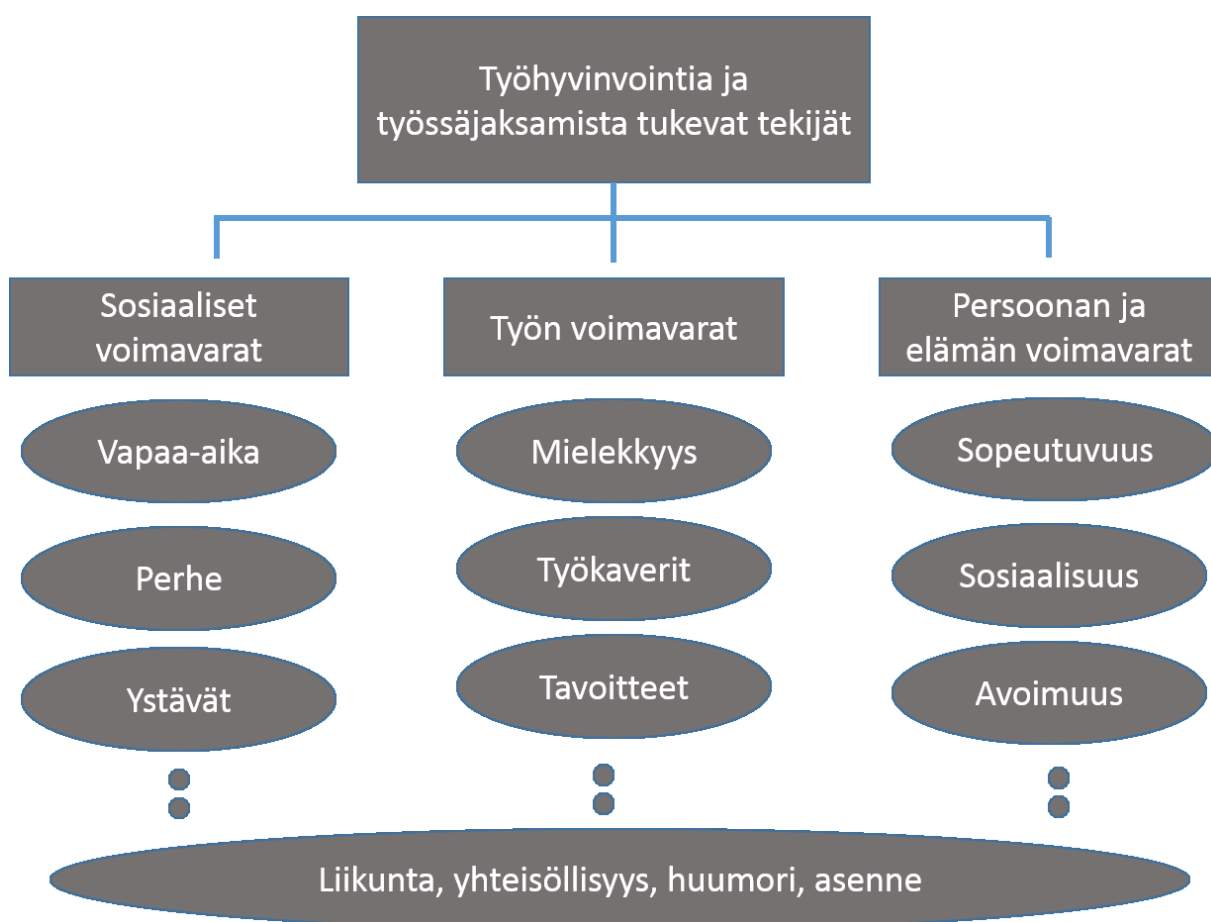 Työhyvinvointia ja
työssäjaksamista tukevat tekijät
Sosiaaliset
voimavarat
Työn voimavarat
Persoonan ja
elämän voimavarat
Vapaa-aika
Mielekkyys
Sopeutuvuus
Perhe
Työkaverit
Sosiaalisuus
Ystävät
Tavoitteet
Avoimuus
Liikunta, yhteisöllisyys, huumori, asenne